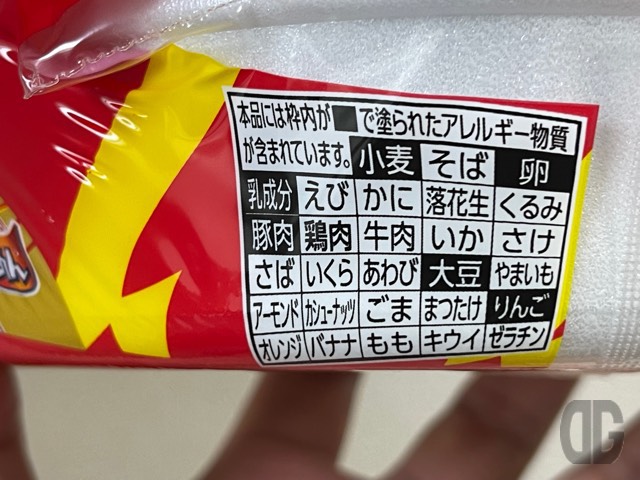 本品には枠内が■で塗られたアレルギー物質
が含まれています。 小麦 そば 卵
乳成分 えび かに 落花生 くるみ
豚肉 鶏肉 牛肉 いか さけ
さば いくら あわび 大豆 やまいも
アーモンド カシューナッツ ごま まつたけ りんご
オレンジ バナナ もも キウイ ゼラチン
DG